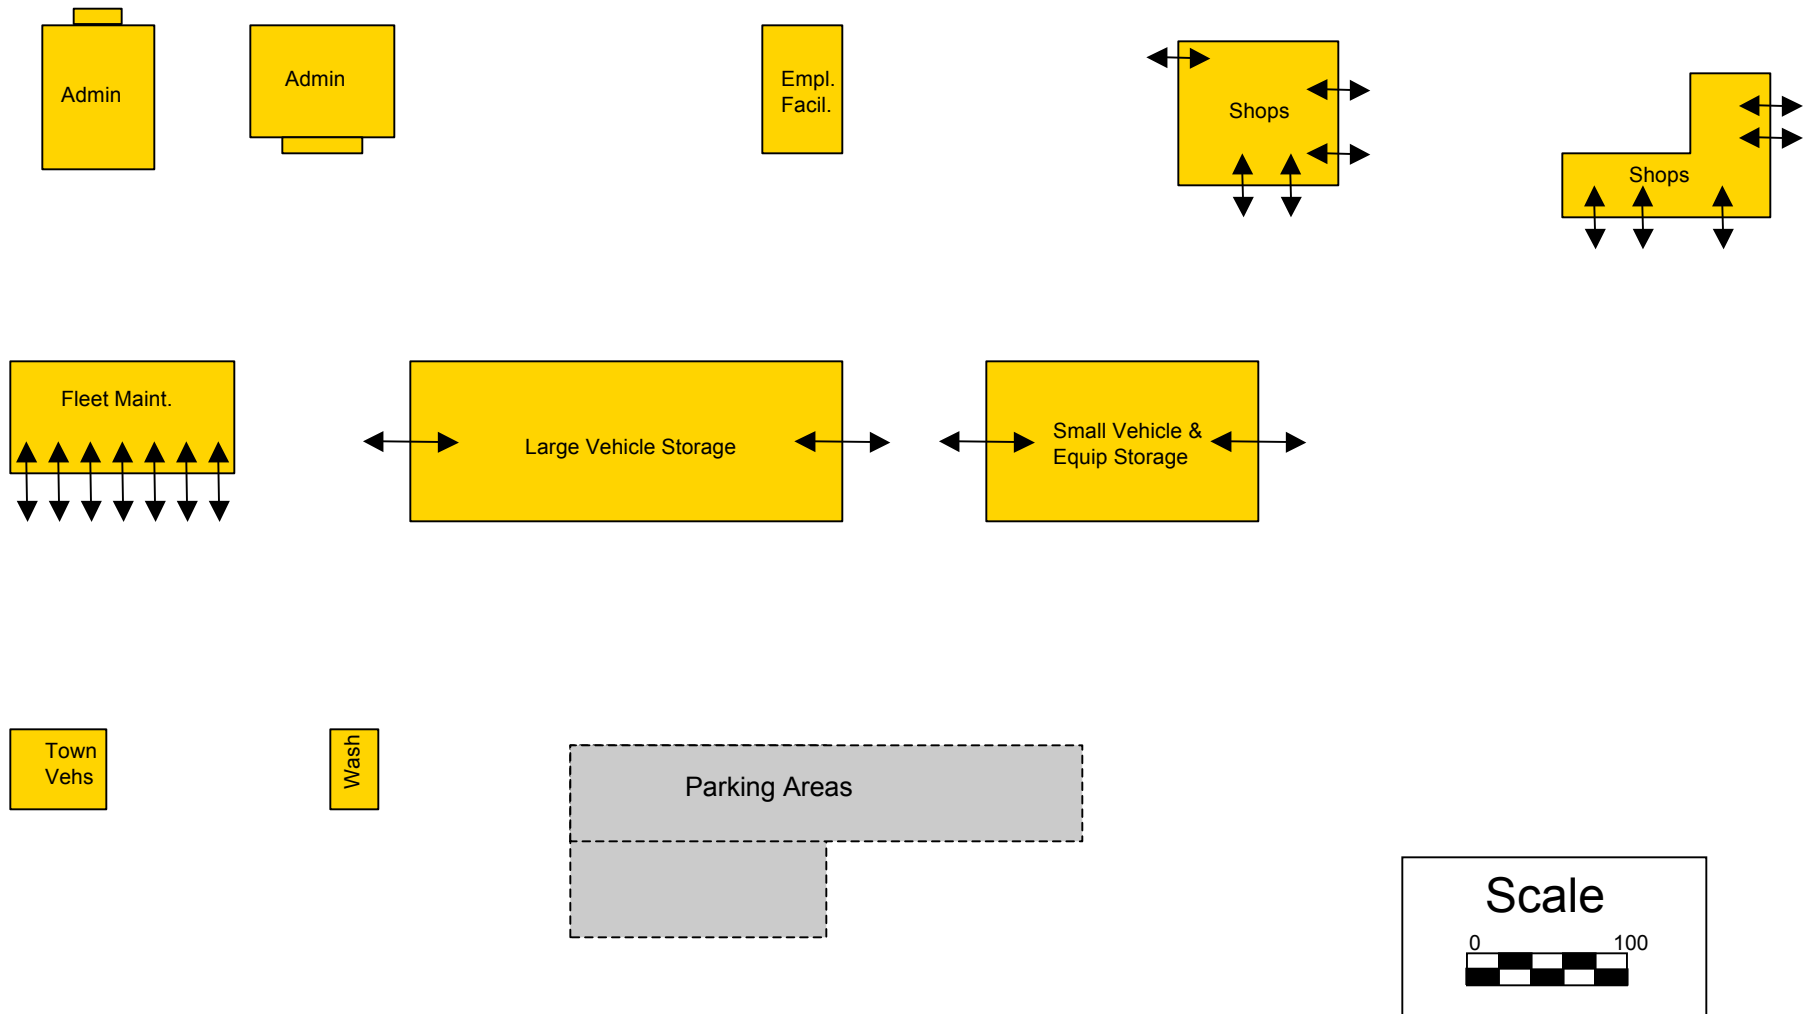 Admin
Admin
Empl.
Facil.
Shops
Shops
Fleet Maint.
Large Vehicle Storage
Small Vehicle &
Equip Storage
Town
Vehs
Wash
Parking Areas
Scale
0 100